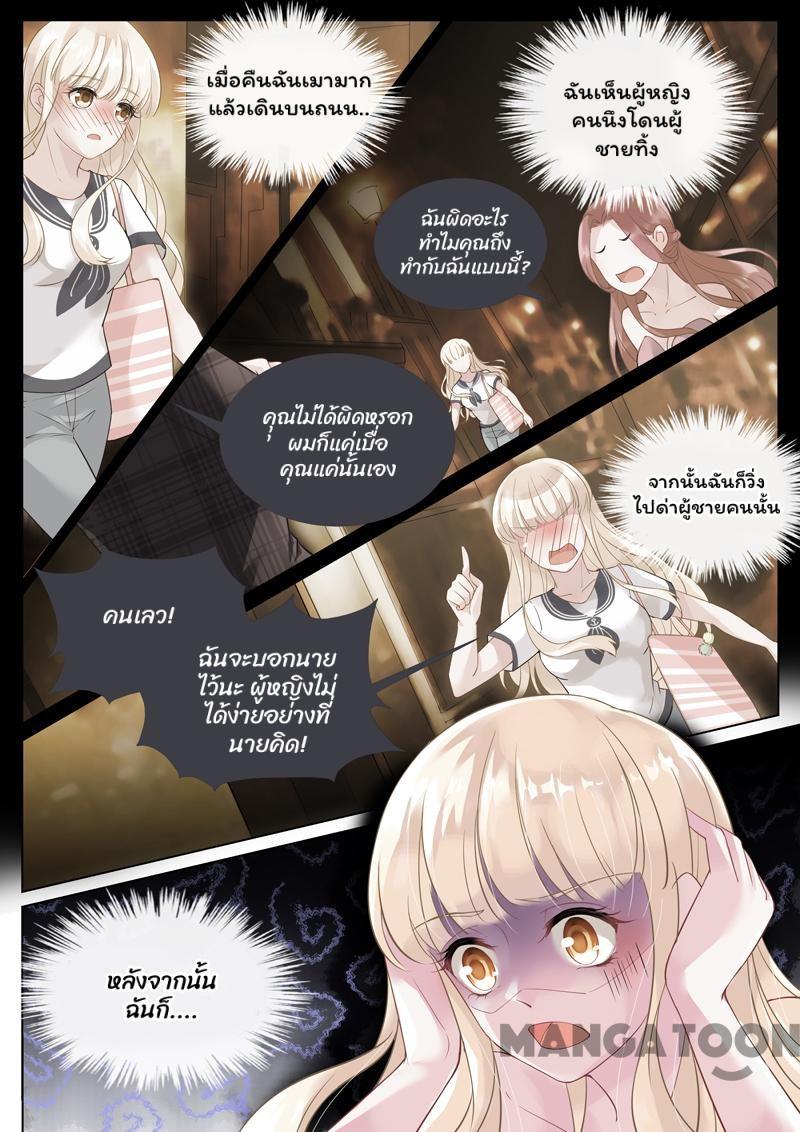 เมื่อคืนฉันเมามาก
แล้วเดินบนถนน..
ฉันเห็นผู้หญิง
คนนึงโดนผู้
ชายทิ้ง
ฉันผิดอะไร
ทำไมคุณถึง
ทำกับฉันแบบนี้?
คุณไม่ได้ผิดหรอก
ผมก็แค่เบื่อ
คุณแค่นั้นเอง
จากนั้นฉันก็วิ่ง
ไปด่าผู้ชายคนนั้น
คนเลว!
ฉันจะบอกนาย
ไว้นะ ผู้หญิงไม่
ได้ง่ายอย่างที่
นายคิด!
หลังจากนั้น
ฉันก็....
MANGATOON